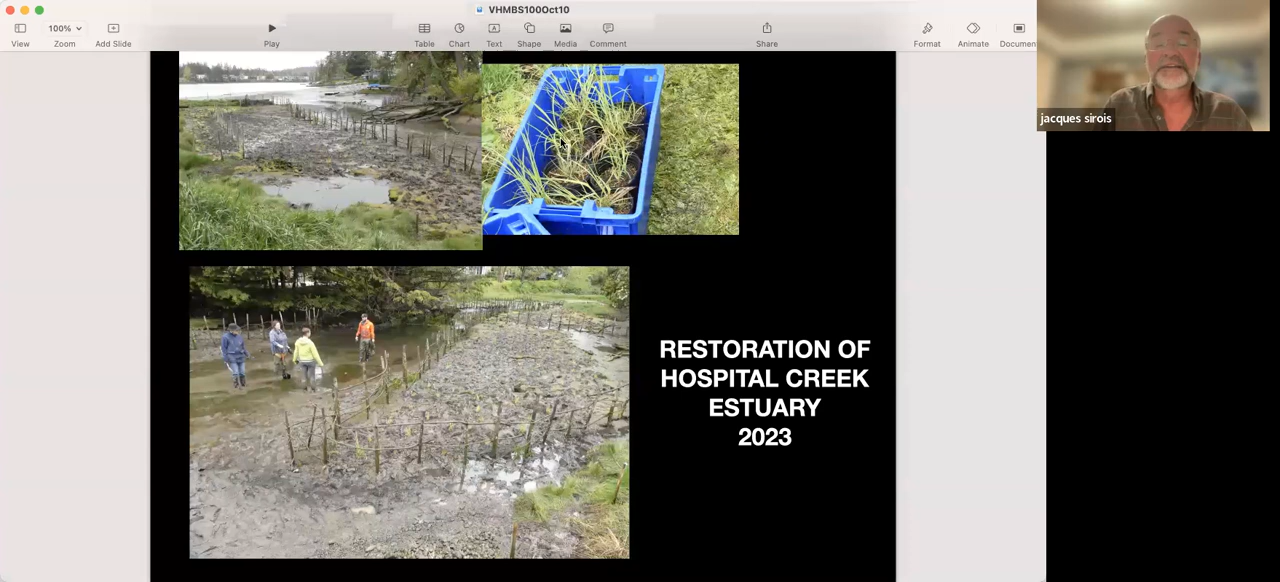 VHMBS100Oct10
100%
View
Zoom
Add Slide
Play
Table
Chart
Text
Shape
Media
Comment
Share
Format
Animate
Documen
jacques sirois
RESTORATION OF
HOSPITAL CREEK
ESTUARY
2023